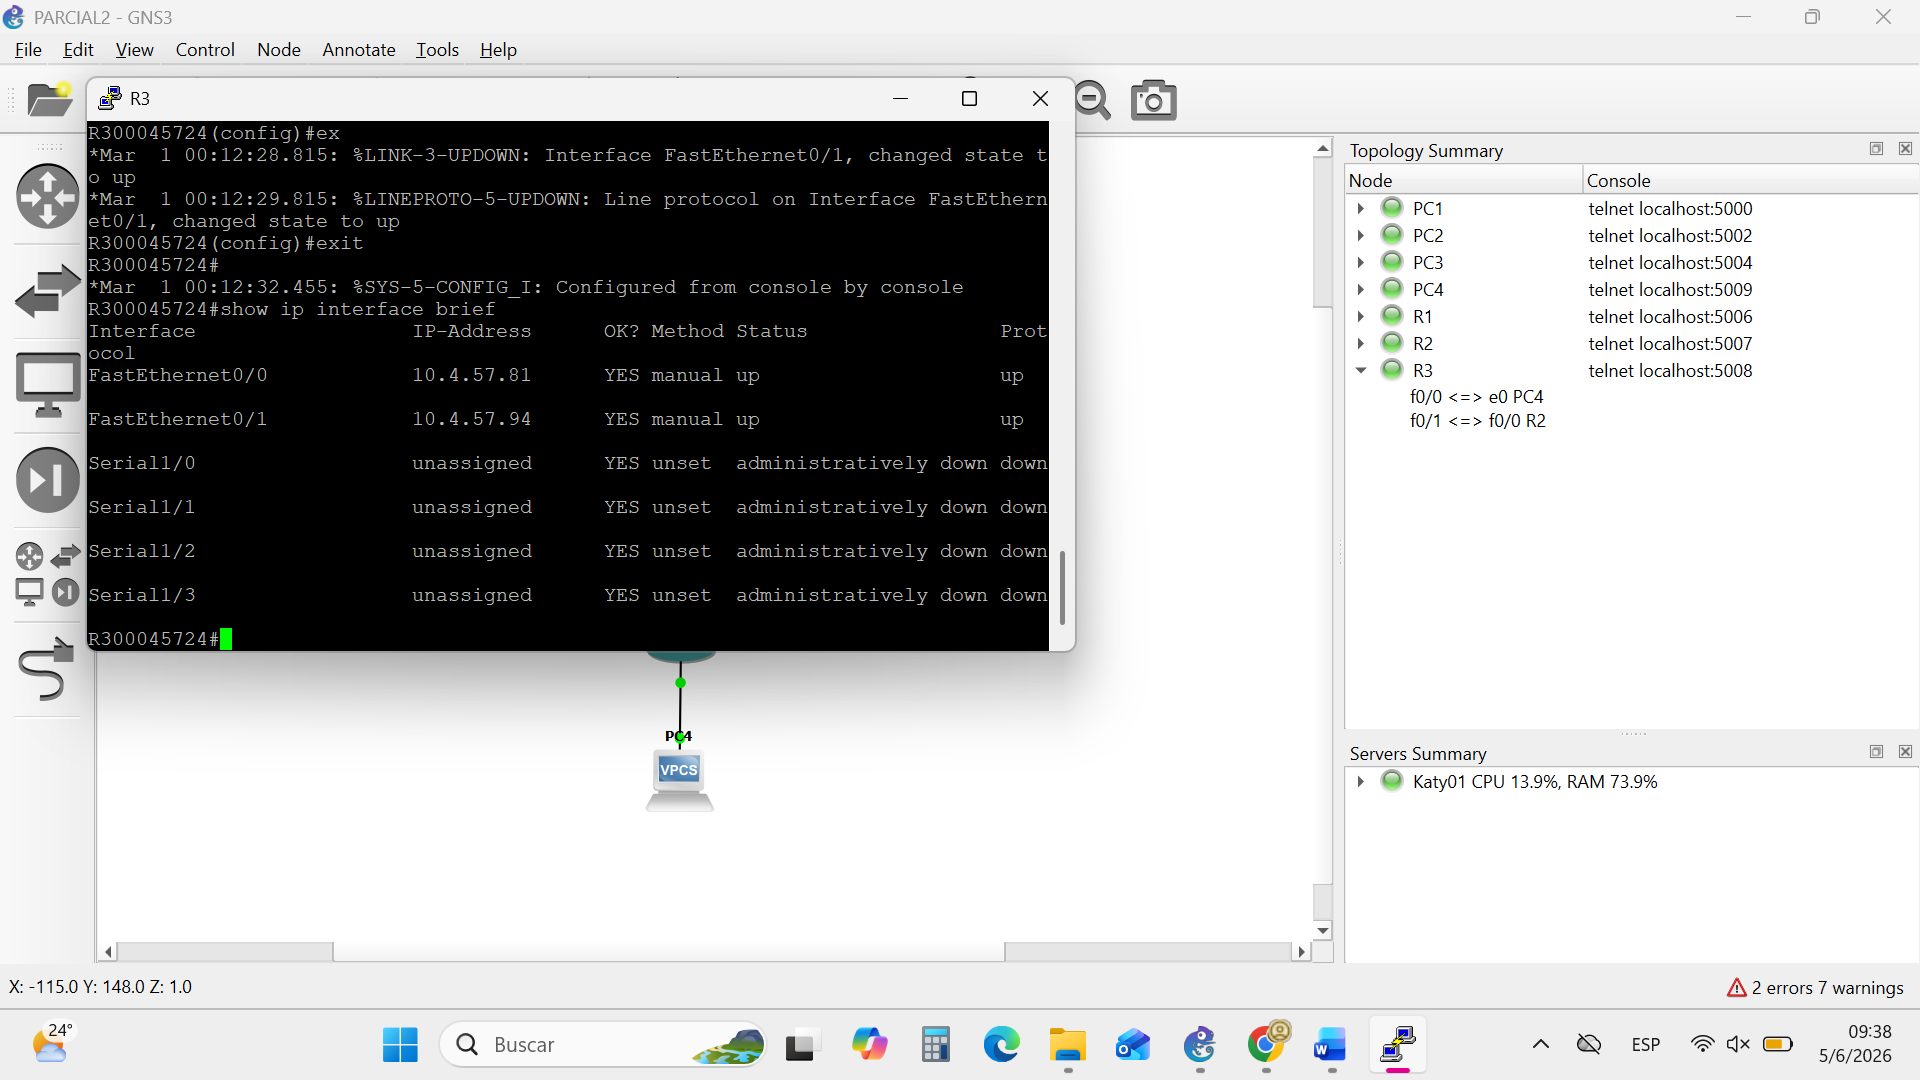 PARCIAL2 - GNS3
File Edit View Control Node Annotate Tools Help
R3
R300045724(config)#ex
*Mar  1 00:12:28.815: %LINK-3-UPDOWN: Interface FastEthernet0/1, changed state t
o up
*Mar  1 00:12:29.815: %LINEPROTO-5-UPDOWN: Line protocol on Interface FastEthern
et0/1, changed state to up
R300045724(config)#exit
R300045724#
*Mar  1 00:12:32.455: %SYS-5-CONFIG_I: Configured from console by console
R300045724#show ip interface brief
Interface                  IP-Address      OK? Method Status                Prot
ocol
FastEthernet0/0            10.4.57.81      YES manual up                    up
FastEthernet0/1            10.4.57.94      YES manual up                    up
Serial1/0                  unassigned      YES unset  administratively down down
Serial1/1                  unassigned      YES unset  administratively down down
Serial1/2                  unassigned      YES unset  administratively down down
Serial1/3                  unassigned      YES unset  administratively down down
R300045724#
PC4
VPCS
Topology Summary
Node Console
PC1 telnet localhost:5000
PC2 telnet localhost:5002
PC3 telnet localhost:5004
PC4 telnet localhost:5009
R1 telnet localhost:5006
R2 telnet localhost:5007
R3 telnet localhost:5008
f0/0 <=> e0 PC4
f0/1 <=> f0/0 R2
Servers Summary
Katy01 CPU 13.9%, RAM 73.9%
X: -115.0 Y: 148.0 Z: 1.0
2 errors 7 warnings
24°
Buscar
ESP
09:38
5/6/2026